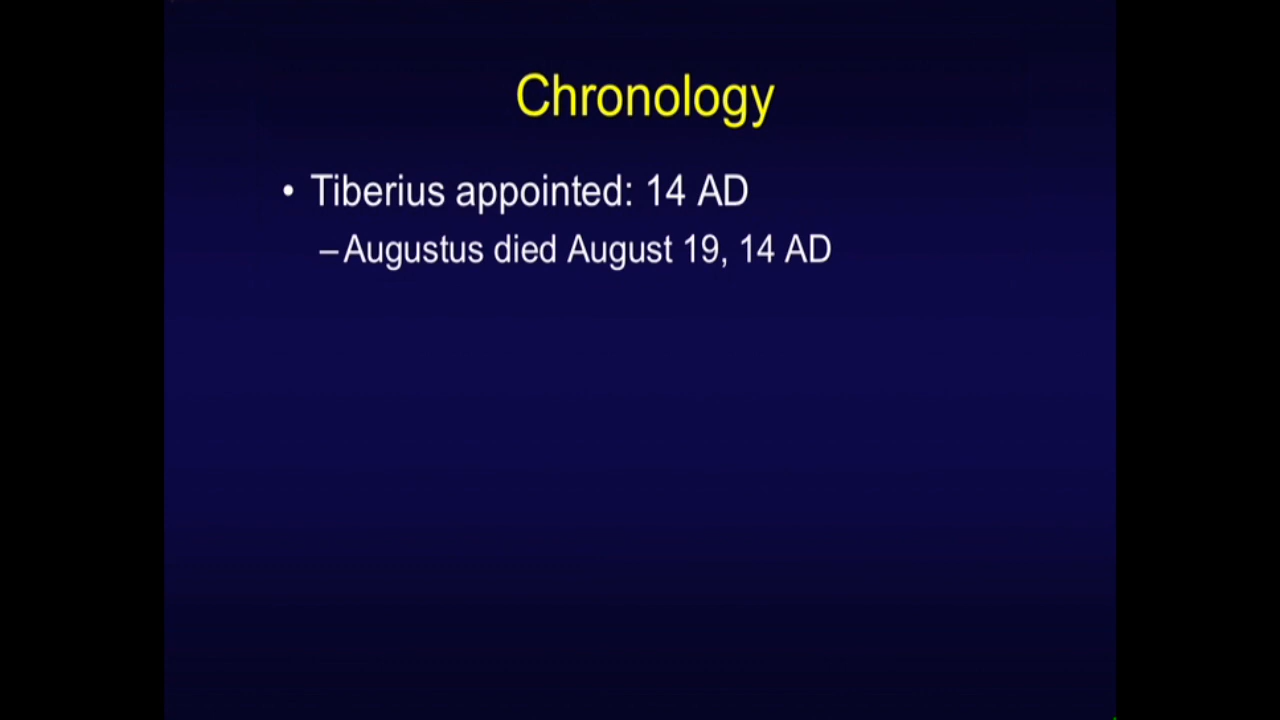 Chronology
• Tiberius appointed: 14 AD
–Augustus died August 19, 14 AD